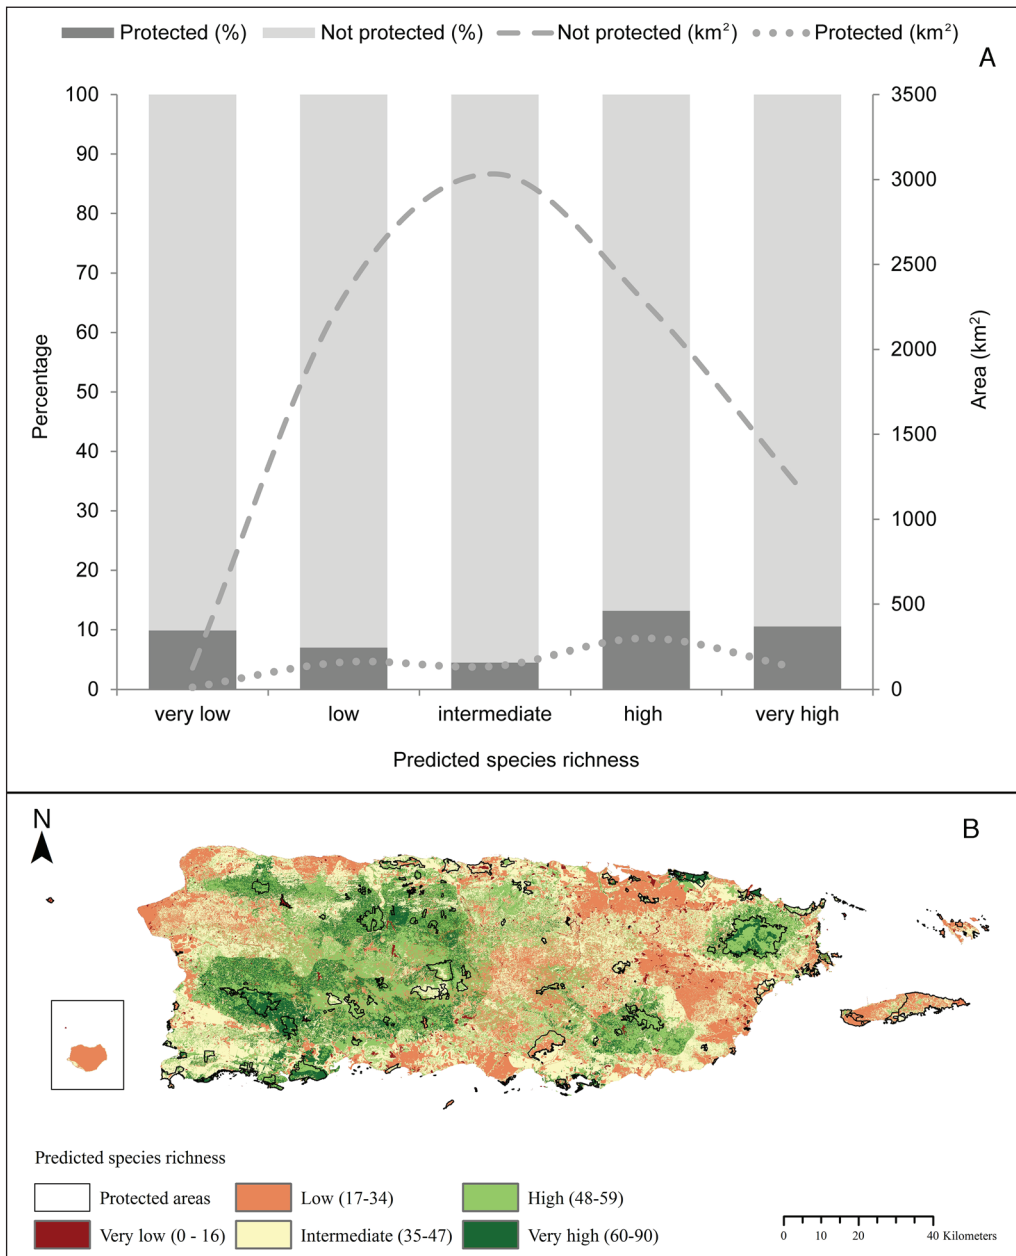 Protected (%) Not protected (%) Not protected (km²) Protected (km²)
A
100
90
80
70
60
50
40
30
20
10
0
Percentage
3500
3000
2500
2000
1500
1000
500
0
Area (km²)
very low low intermediate high very high
Predicted species richness
N
B
Predicted species richness
Protected areas Low (17-34) High (48-59)
Very low (0 - 16) Intermediate (35-47) Very high (60-90)
0 10 20 40 Kilometers